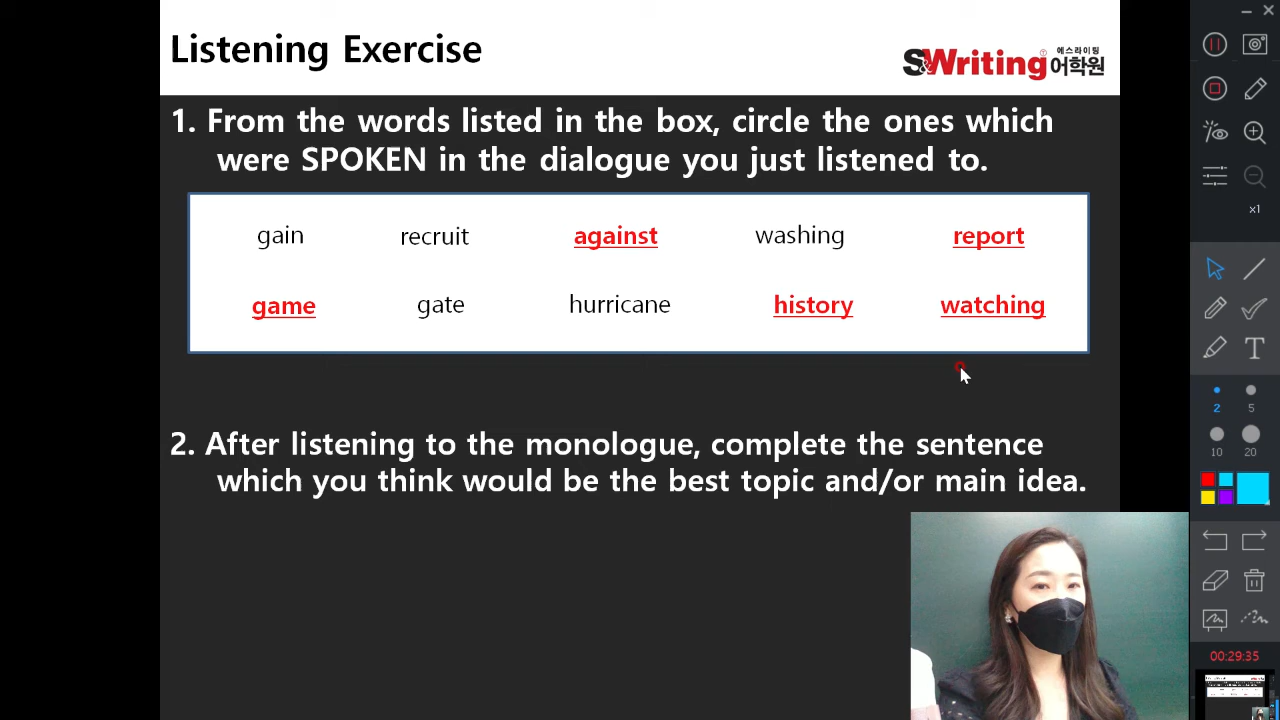 Listening Exercise
에스라이팅
S&Writing 어학원
1. From the words listed in the box, circle the ones which
were SPOKEN in the dialogue you just listened to.
gain recruit against washing report
game gate hurricane history watching
2. After listening to the monologue, complete the sentence
which you think would be the best topic and/or main idea.
x1
T
2 5
10 20
00:29:35